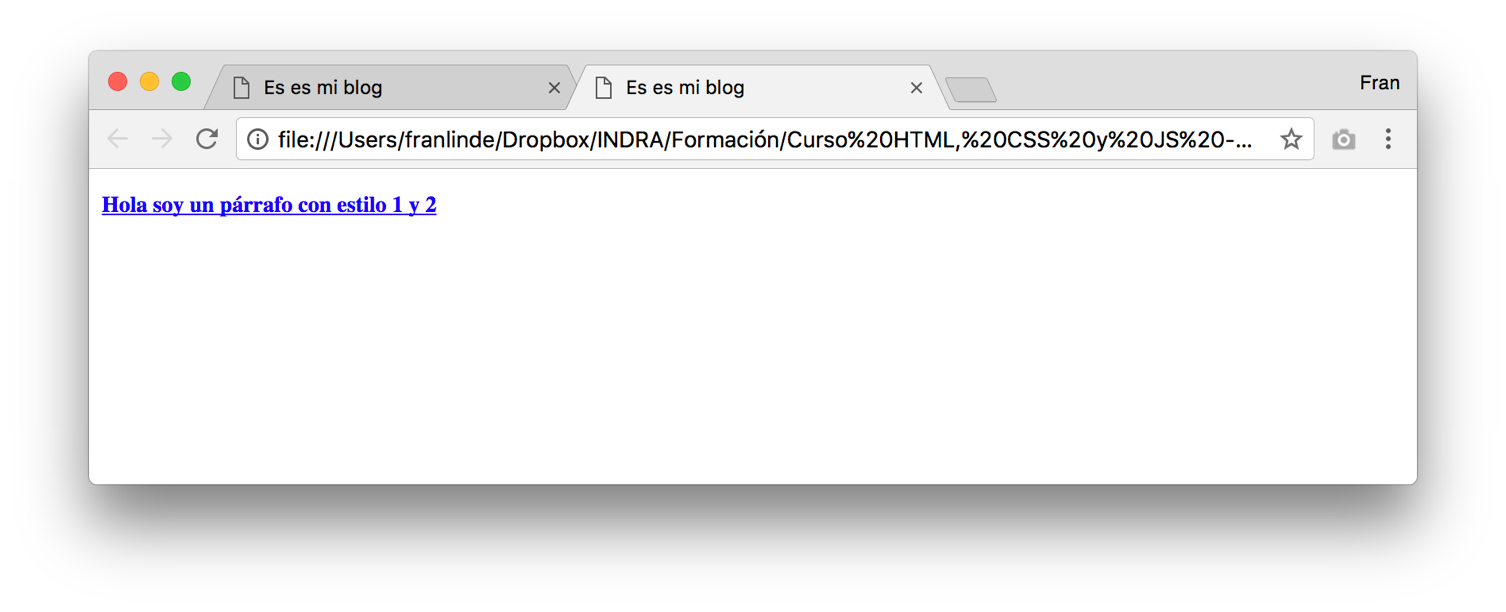 Es es mi blog
Es es mi blog
Fran
file:///Users/franlinde/Dropbox/INDRA/Formación/Curso%20HTML,%20CSS%20y%20JS%20-...
Hola soy un párrafo con estilo 1 y 2